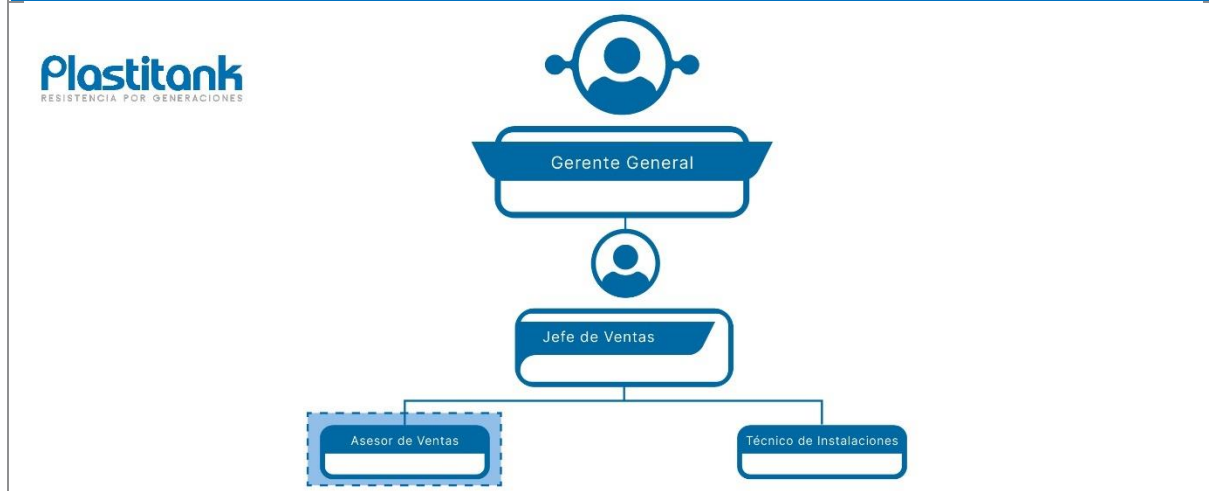 Plastitank
RESISTENCIA POR GENERACIONES
Gerente General
Jefe de Ventas
Asesor de Ventas
Técnico de Instalaciones